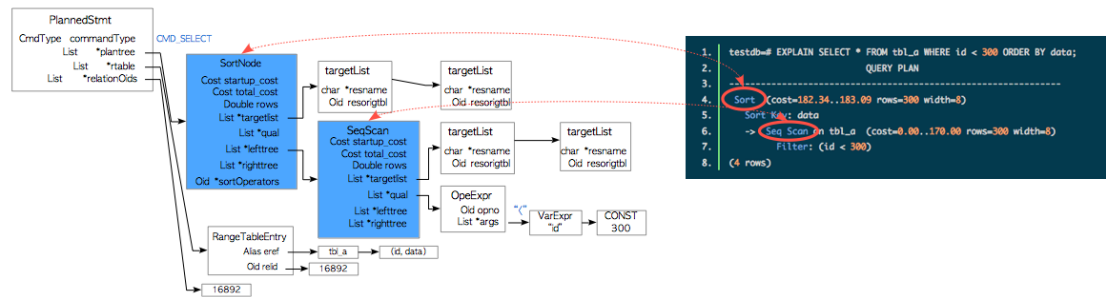 PlannedStmt
CmdType commandType
CMD_SELECT
List *plantree
List *rtable
List *relationOids
SortNode
Cost startup_cost
Cost total_cost
Double rows
List *targetlist
List *qual
List *lefttree
List *righttree
Oid *sortOperators
targetList
char *resname
Oid resorigtbl
targetList
char *resname
Oid resorigtbl
SeqScan
Cost startup_cost
Cost total_cost
Double rows
List *targetlist
List *qual
List *lefttree
List *righttree
targetList
char *resname
Oid resorigtbl
targetList
char *resname
Oid resorigtbl
OpeExpr
Oid opno
List *args
"<"
VarExpr
"id"
CONST
300
RangeTableEntry
Alias eref
Oid relid
tbl_a
(id, data)
16892
16892
1. testdb=# EXPLAIN SELECT * FROM tbl_a WHERE id < 300 ORDER BY data;
2. QUERY PLAN
3. ---------------------------------------------------------------
4. Sort (cost=182.34..183.09 rows=300 width=8)
5. Sort Key: data
6. -> Seq Scan on tbl_a (cost=0.00..170.00 rows=300 width=8)
7. Filter: (id < 300)
8. (4 rows)